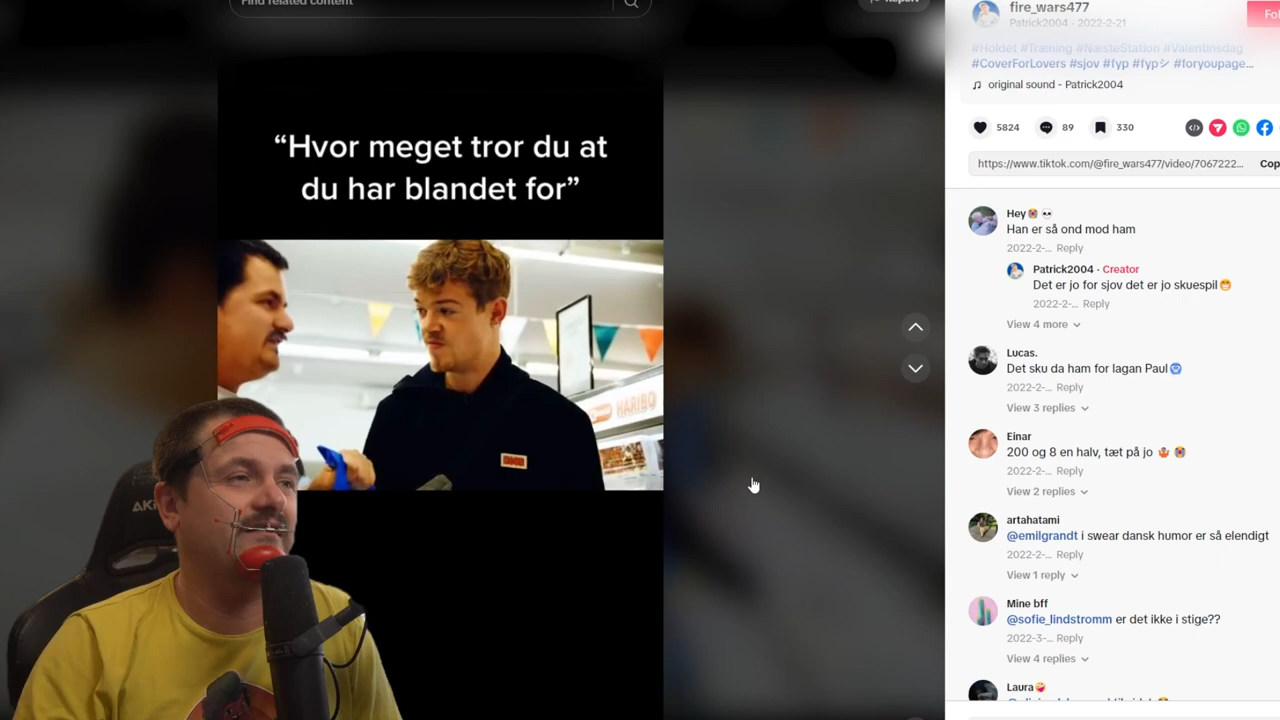 Find related content
Report
"Hvor meget tror du at
du har blandet for"
HARIBO
fire_wars477
Patrick2004 · 2022-2-21
#Holdet #Træning #NæsteStation #Valentinsdag
#CoverForLovers #sjov #fyp #fypシ #foryoupage...
♫ original sound - Patrick2004
5824
89
330
https://www.tiktok.com/@fire_wars477/video/7067222...
Hey
Han er så ond mod ham
2022-2-... Reply
Patrick2004 · Creator
Det er jo for sjov det er jo skuespil😁
2022-2-... Reply
View 4 more
Lucas.
Det sku da ham for lagan Paul
2022-2-... Reply
View 3 replies
Einar
200 og 8 en halv, tæt på jo
2022-2-... Reply
View 2 replies
artahatami
@emilgrandt i swear dansk humor er så elendigt
2022-2-... Reply
View 1 reply
Mine bff
@sofie_lindstromm er det ikke i stige??
2022-3-... Reply
View 4 replies
Laura🤪